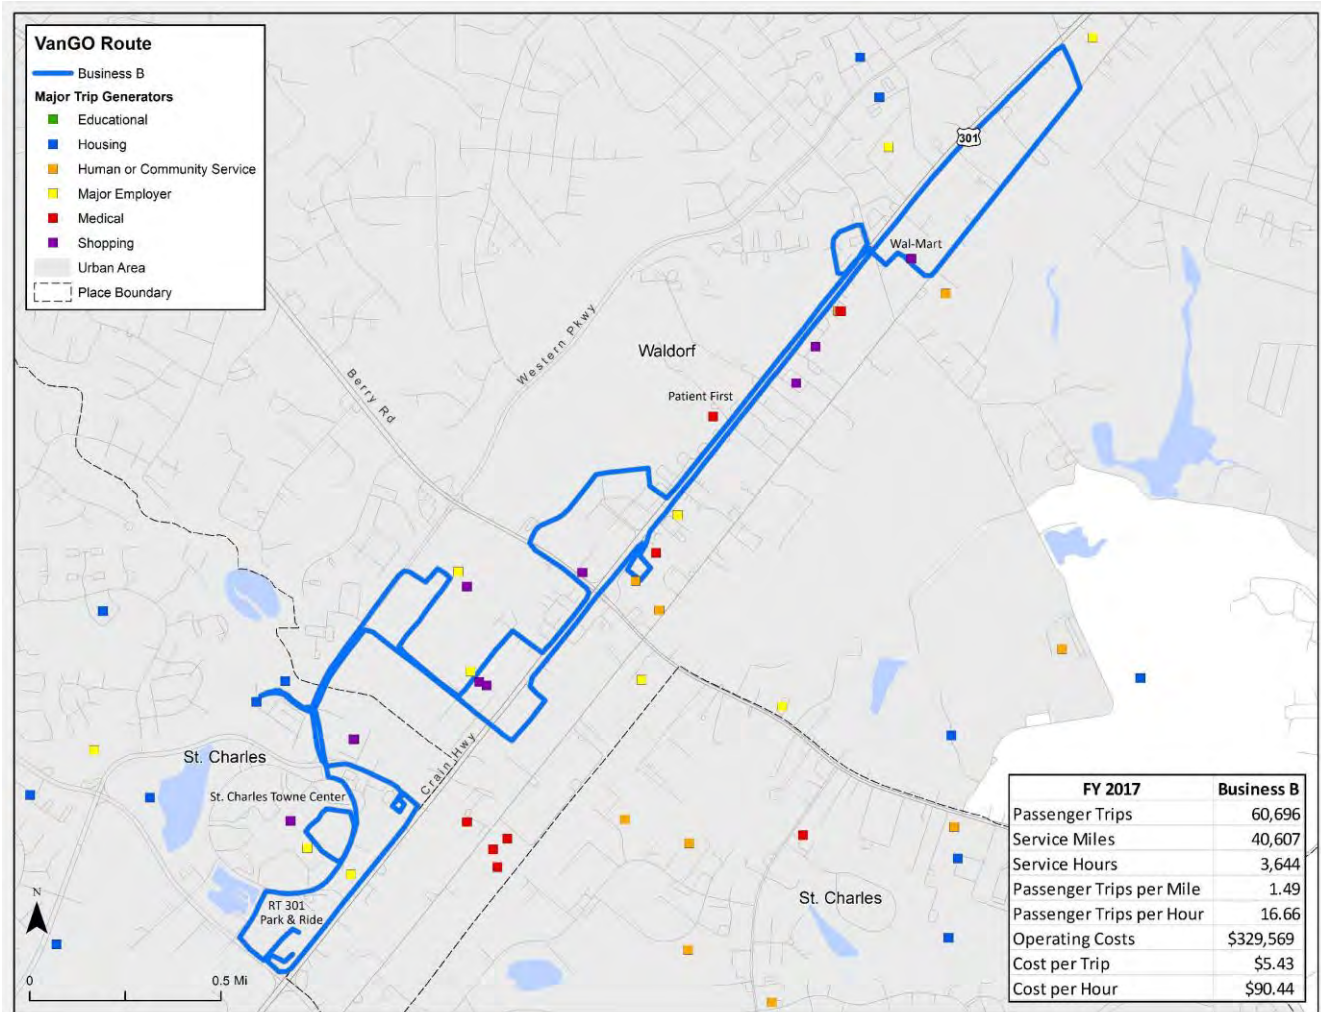 VanGO Route
Business B
Major Trip Generators
Educational
Housing
Human or Community Service
Major Employer
Medical
Shopping
Urban Area
Place Boundary
301
Wal-Mart
Western Pkwy
Waldorf
Berry Rd
Patient First
Crain Hwy
St. Charles
St. Charles Towne Center
RT 301
Park & Ride
St. Charles
N
0 0.5 Mi
FY 2017 Business B
Passenger Trips 60,696
Service Miles 40,607
Service Hours 3,644
Passenger Trips per Mile 1.49
Passenger Trips per Hour 16.66
Operating Costs $329,569
Cost per Trip $5.43
Cost per Hour $90.44